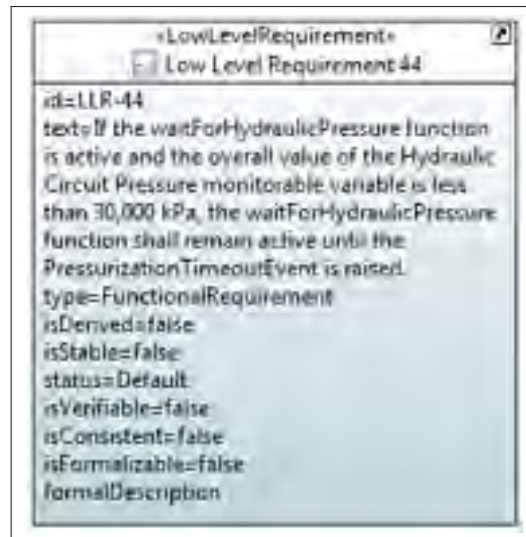 «LowLevelRequirement»
Low Level Requirement 44
id=LLR-44
text=If the waitForHydraulicPressure function
is active and the overall value of the Hydraulic
Circuit Pressure monitorable variable is less
than 30,000 kPa, the waitForHydraulicPressure
function shall remain active until the
PressurizationTimeoutEvent is raised.
type=FunctionalRequirement
isDerived=false
isStable=false
status=Default
isVerifiable=false
isConsistent=false
isFormalizable=false
formalDescription